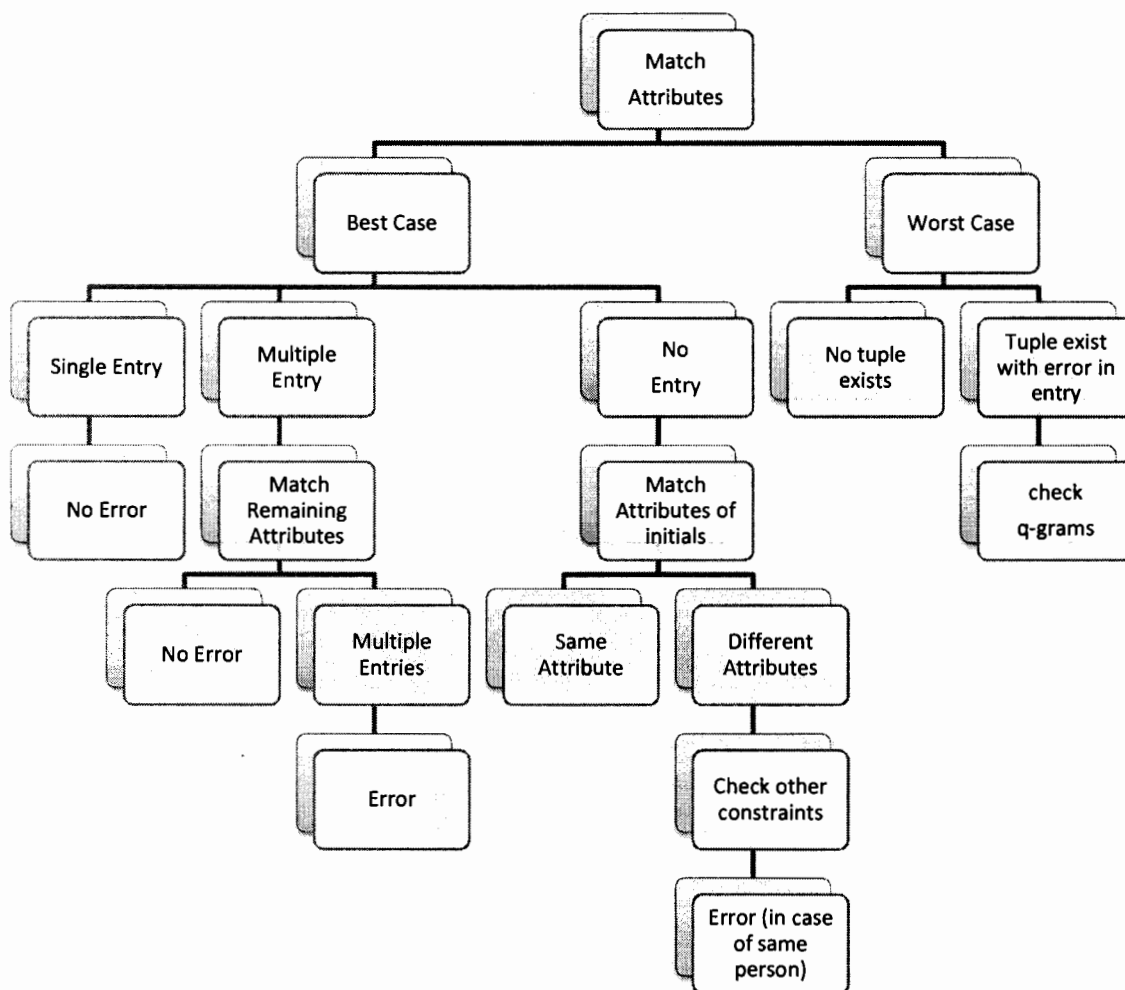 Match
Attributes
Best Case
Worst Case
Single Entry
Multiple
Entry
No
Entry
No tuple
exists
Tuple exist
with error in
entry
No Error
Match
Remaining
Attributes
Match
Attributes of
initials
check
q-grams
No Error
Multiple
Entries
Same
Attribute
Different
Attributes
Error
Check other
constraints
Error (in case
of same
person)